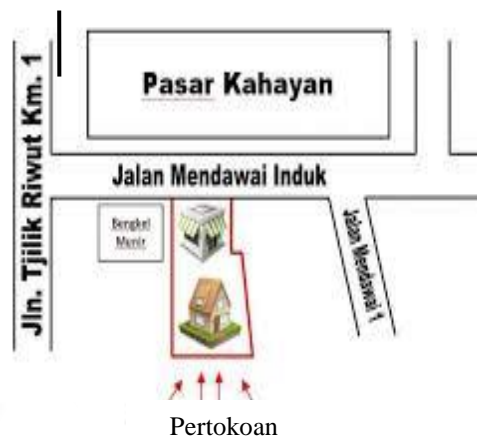 Pasar Kahayan
Jln. Tjilik Riwut Km. 1
Jalan Mendawai Induk
Bengkel
Munir
Jalan Mendawai 1
Pertokoan